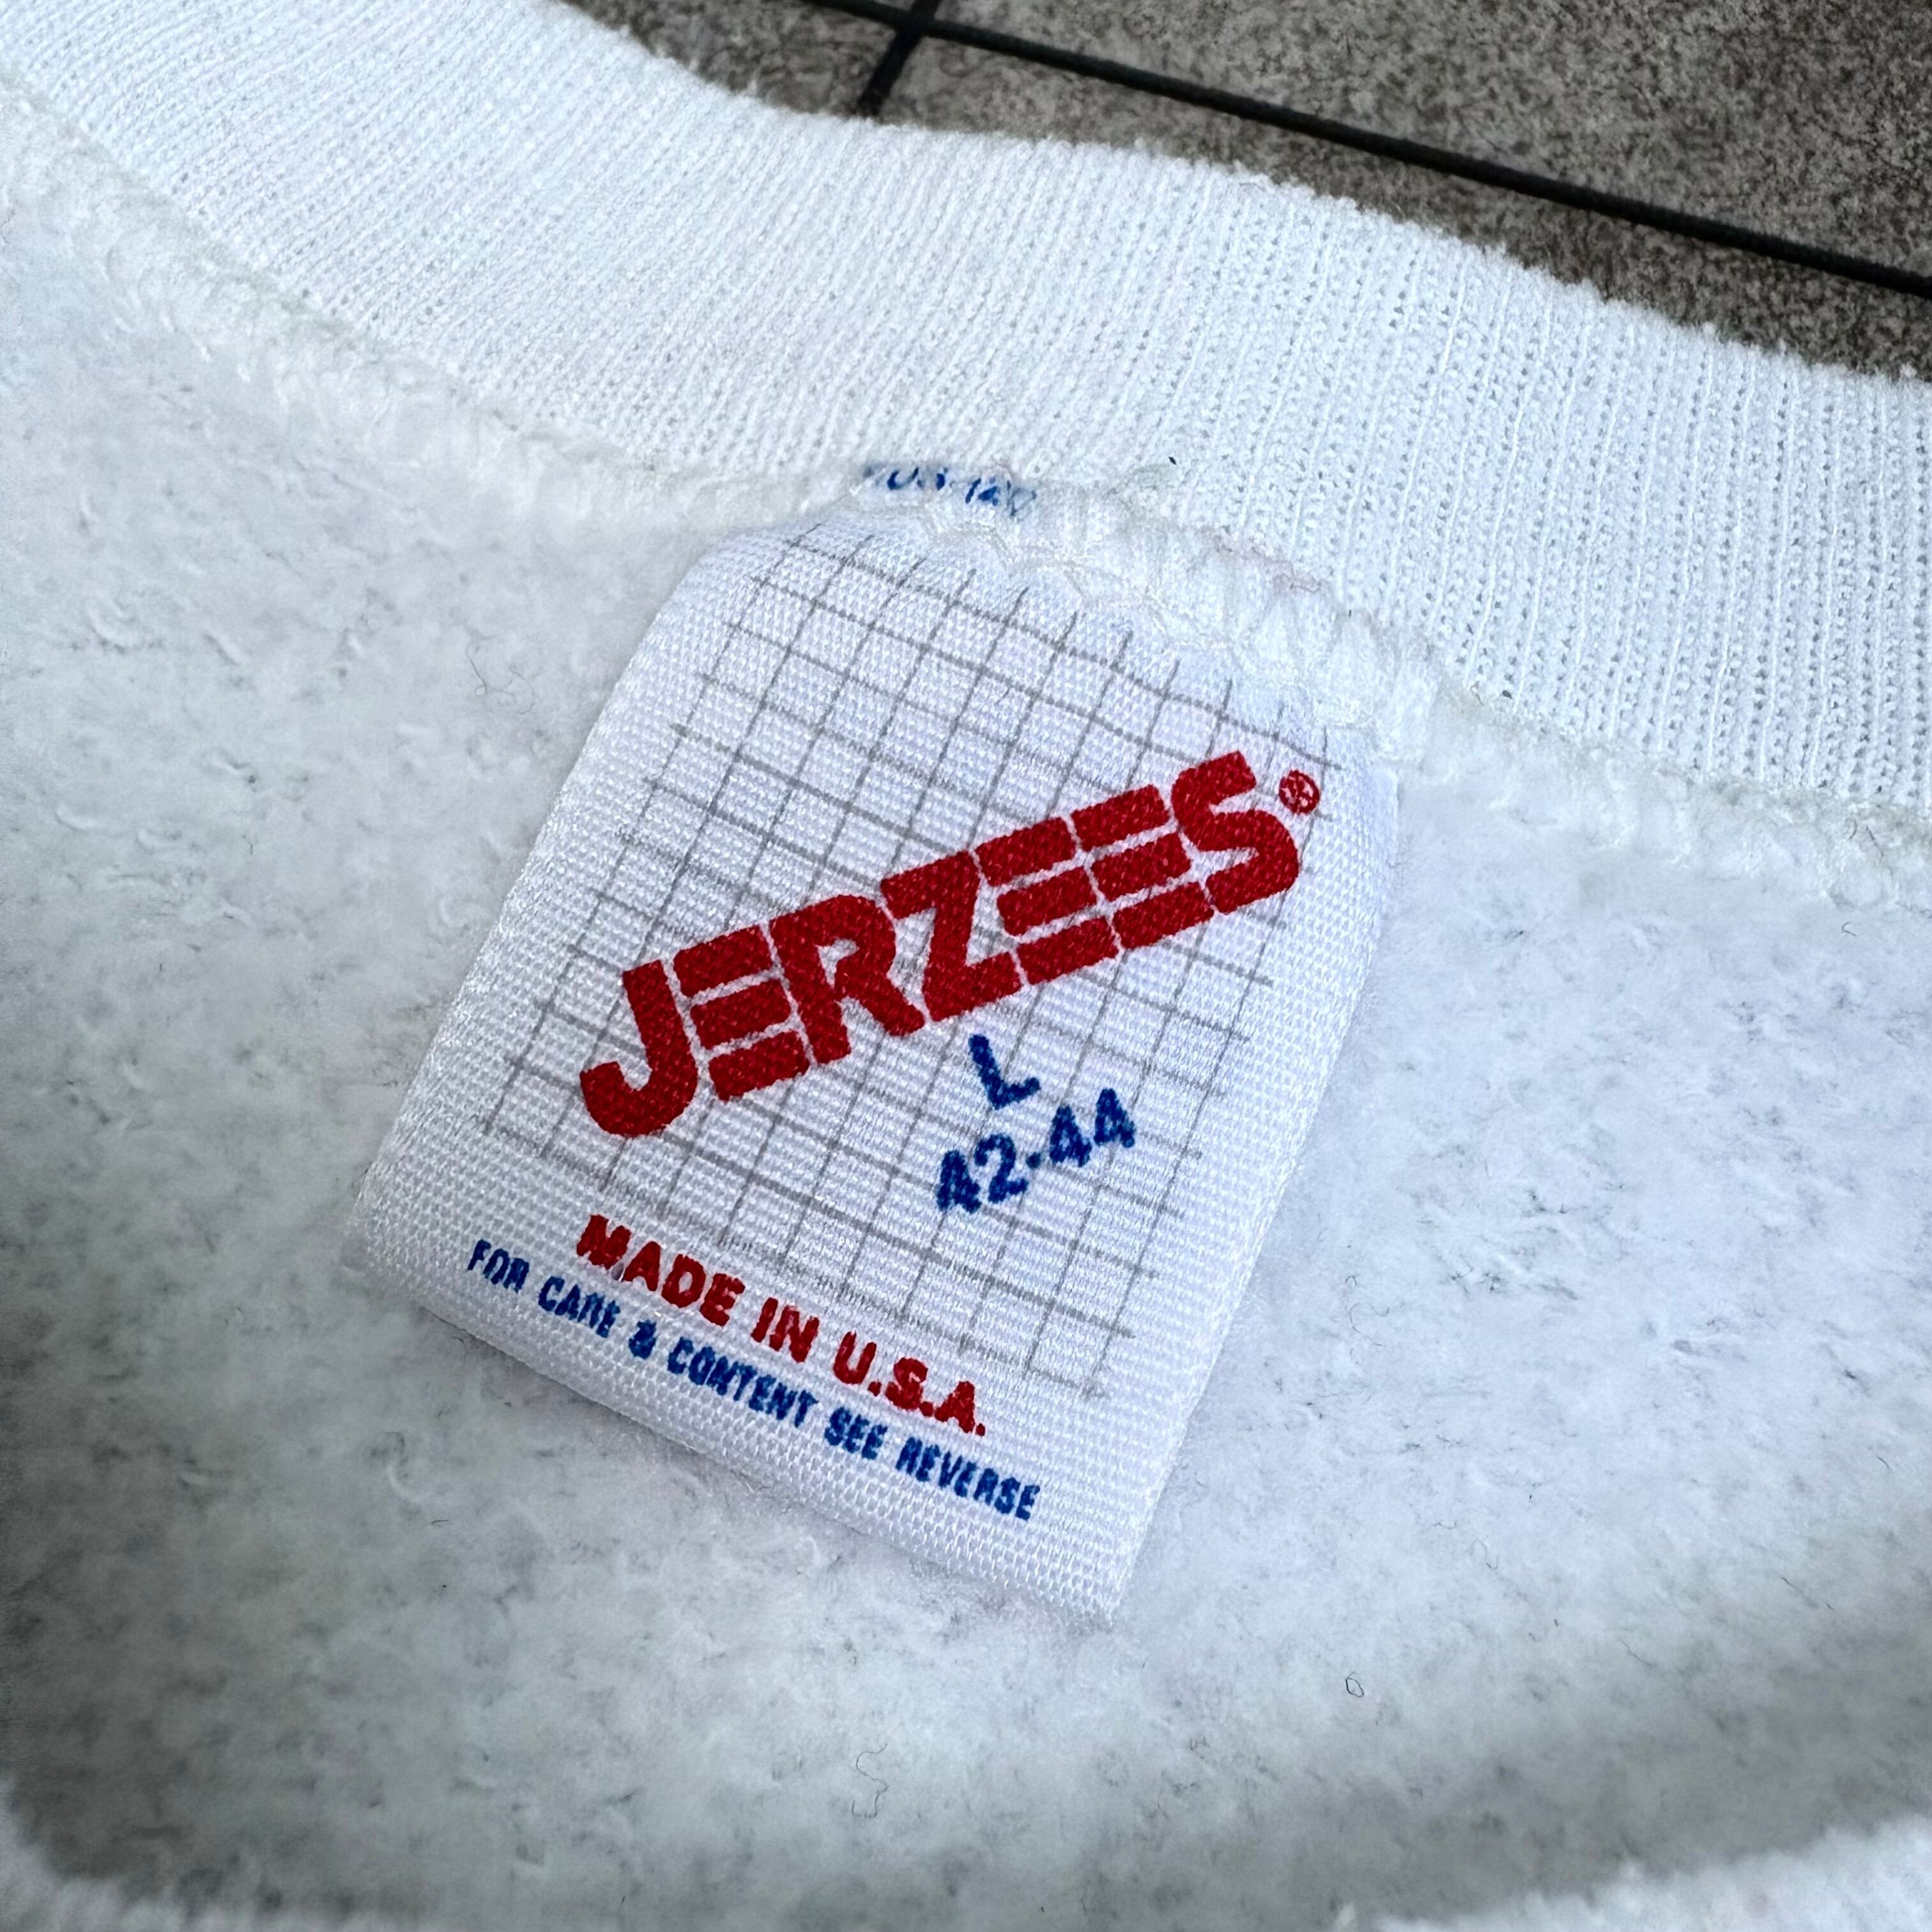 JERZEES®
L
42-44
MADE IN U.S.A.
FOR CARE & CONTENT SEE REVERSE